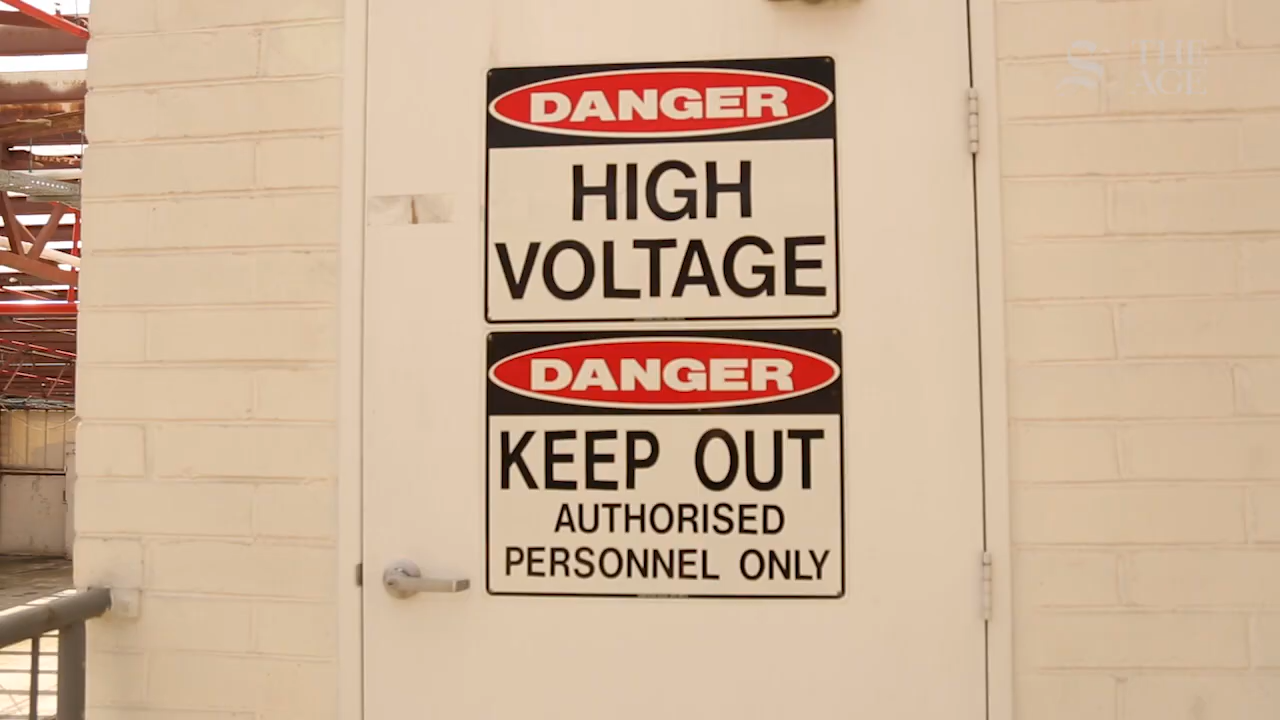 THE
AGE
DANGER
HIGH
VOLTAGE
DANGER
KEEP OUT
AUTHORISED
PERSONNEL ONLY